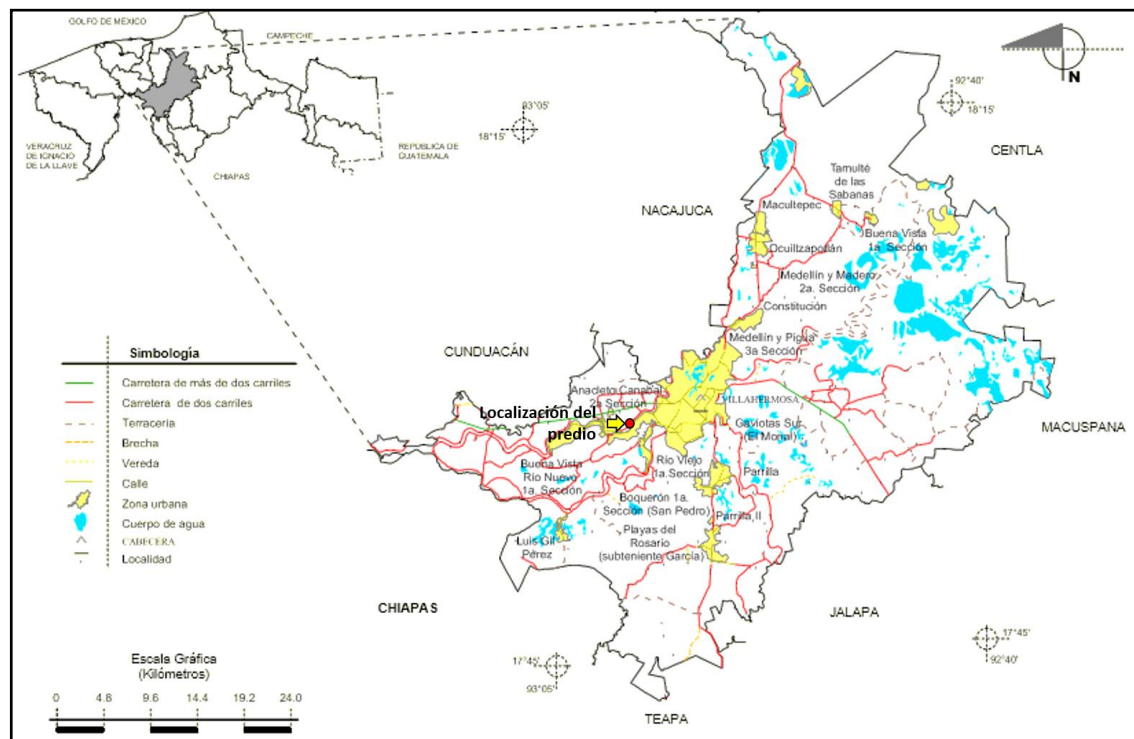 GOLFO DE MÉXICO
CAMPECHE
VERACRUZ
DE IGNACIO
DE LA LLAVE
CHIAPAS
REPUBLICA DE
GUATEMALA
93°05'
18°15'
92°40'
18°15'
N
CENTLA
NACAJUCA
Tamulté
de las
Sabanas
Macultepec
Buena Vista
1a. Sección
Ocuiltzapotlán
Medellín y Madero
2a. Sección
Constitución
Medellín y Pigua
3a Sección
CUNDUACÁN
Anacleto Canabal
2a Sección
VILLAHERMOSA
Localización del
predio
Gaviotas Sur
(El Monal)
MACUSPANA
Buena Vista
Río Nuevo
1a. Sección
Río Viejo
1a.Sección
Parrilla
Boquerón 1a.
Sección (San Pedro)
Parrilla II
Playas del
Rosario
(subteniente García)
Luis Gil
Pérez
CHIAPAS
JALAPA
TEAPA
17°45'
93°05'
17°45'
92°40'
Simbología
Carretera de más de dos carriles
Carretera de dos carriles
Terracería
Brecha
Vereda
Calle
Zona urbana
Cuerpo de agua
CABECERA
Localidad
Escala Gráfica
(Kilómetros)
0 4.8 9.6 14.4 19.2 24.0